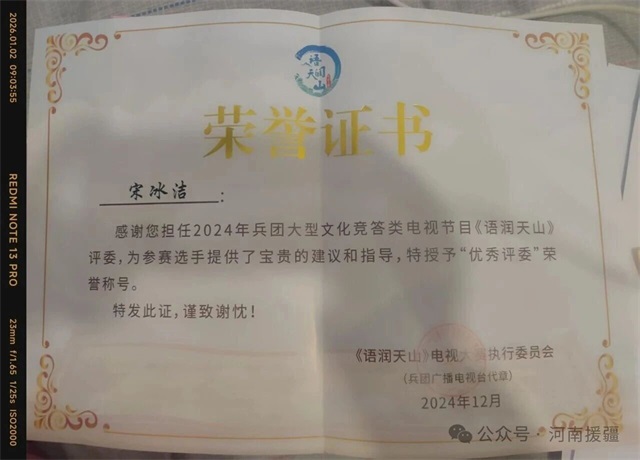 2026.01.02 09:03:55
REDMI NOTE 13 PRO
23mm f/1.65 1/25s ISO2000
语润天山
荣誉证书
宋冰洁：
感谢您担任2024年兵团大型文化竞答类电视节目《语润天山》
评委，为参赛选手提供了宝贵的建议和指导，特授予“优秀评委”荣
誉称号。
特发此证，谨致谢忱！
《语润天山》电视大赛执行委员会
（兵团广播电视台代章）
2024年12月
公众号·河南援疆